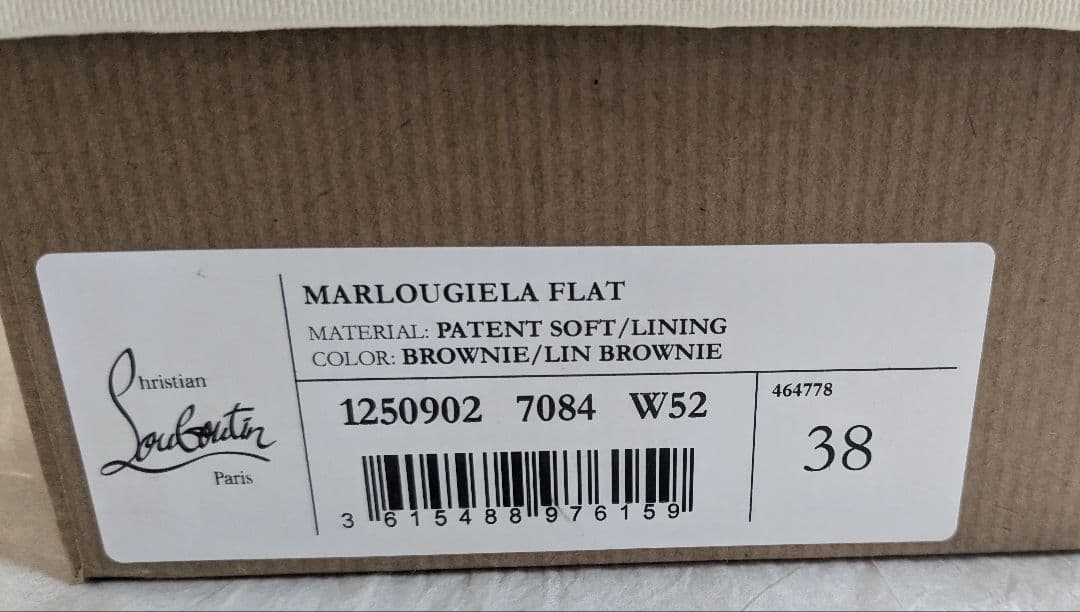 MARLOUGIELA FLAT
MATERIAL: PATENT SOFT/LINING
COLOR: BROWNIE/LIN BROWNIE
Christian
Louboutin
Paris
1250902 7084 W52
464778
38
3 615488 976159